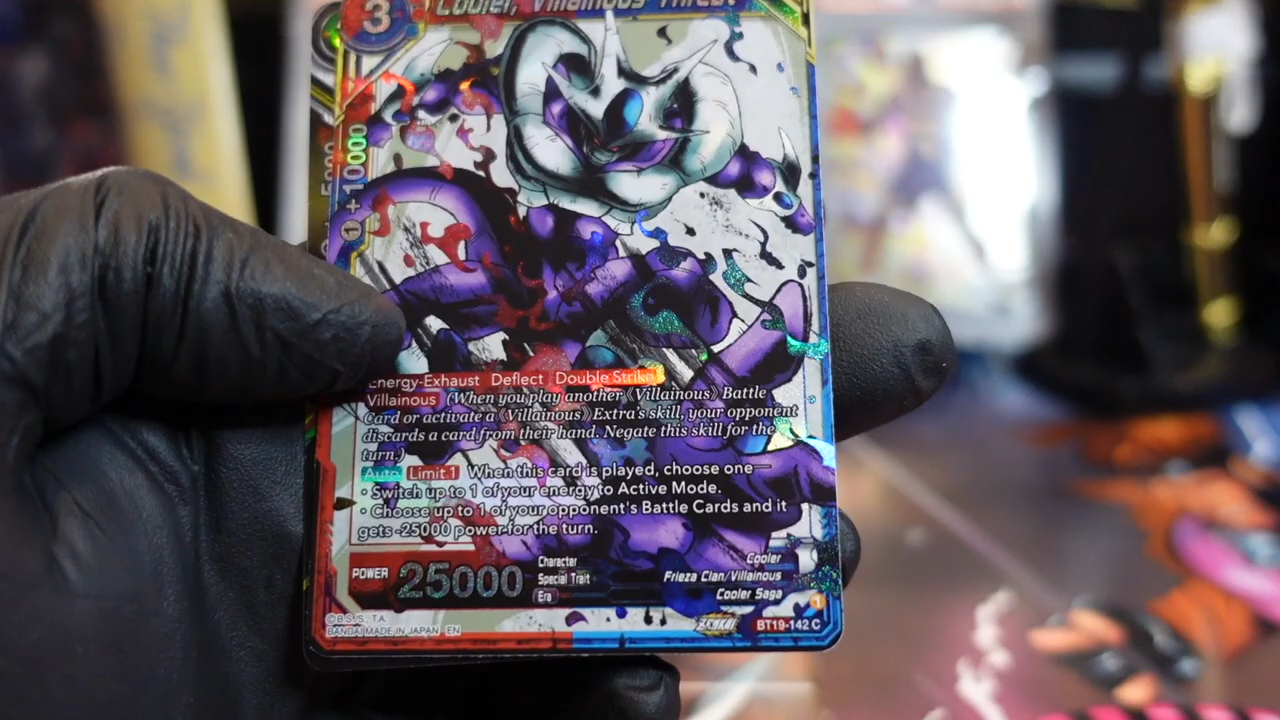 3
Cooler, Villainous Threat
+10000
Energy-Exhaust Deflect Double Strike
Villainous (When you play another《Villainous》Battle
Card or activate a《Villainous》Extra's skill, your opponent
discards a card from their hand. Negate this skill for the
turn.)
Auto Limit.1 When this card is played, choose one—
• Switch up to 1 of your energy to Active Mode.
• Choose up to 1 of your opponent's Battle Cards and it
gets -25000 power for the turn.
POWER 25000
Character Cooler
Special Trait Frieza Clan/Villainous
Era Cooler Saga
©B.S./S., T.A.
BANDAI MADE IN JAPAN EN
BT19-142 C